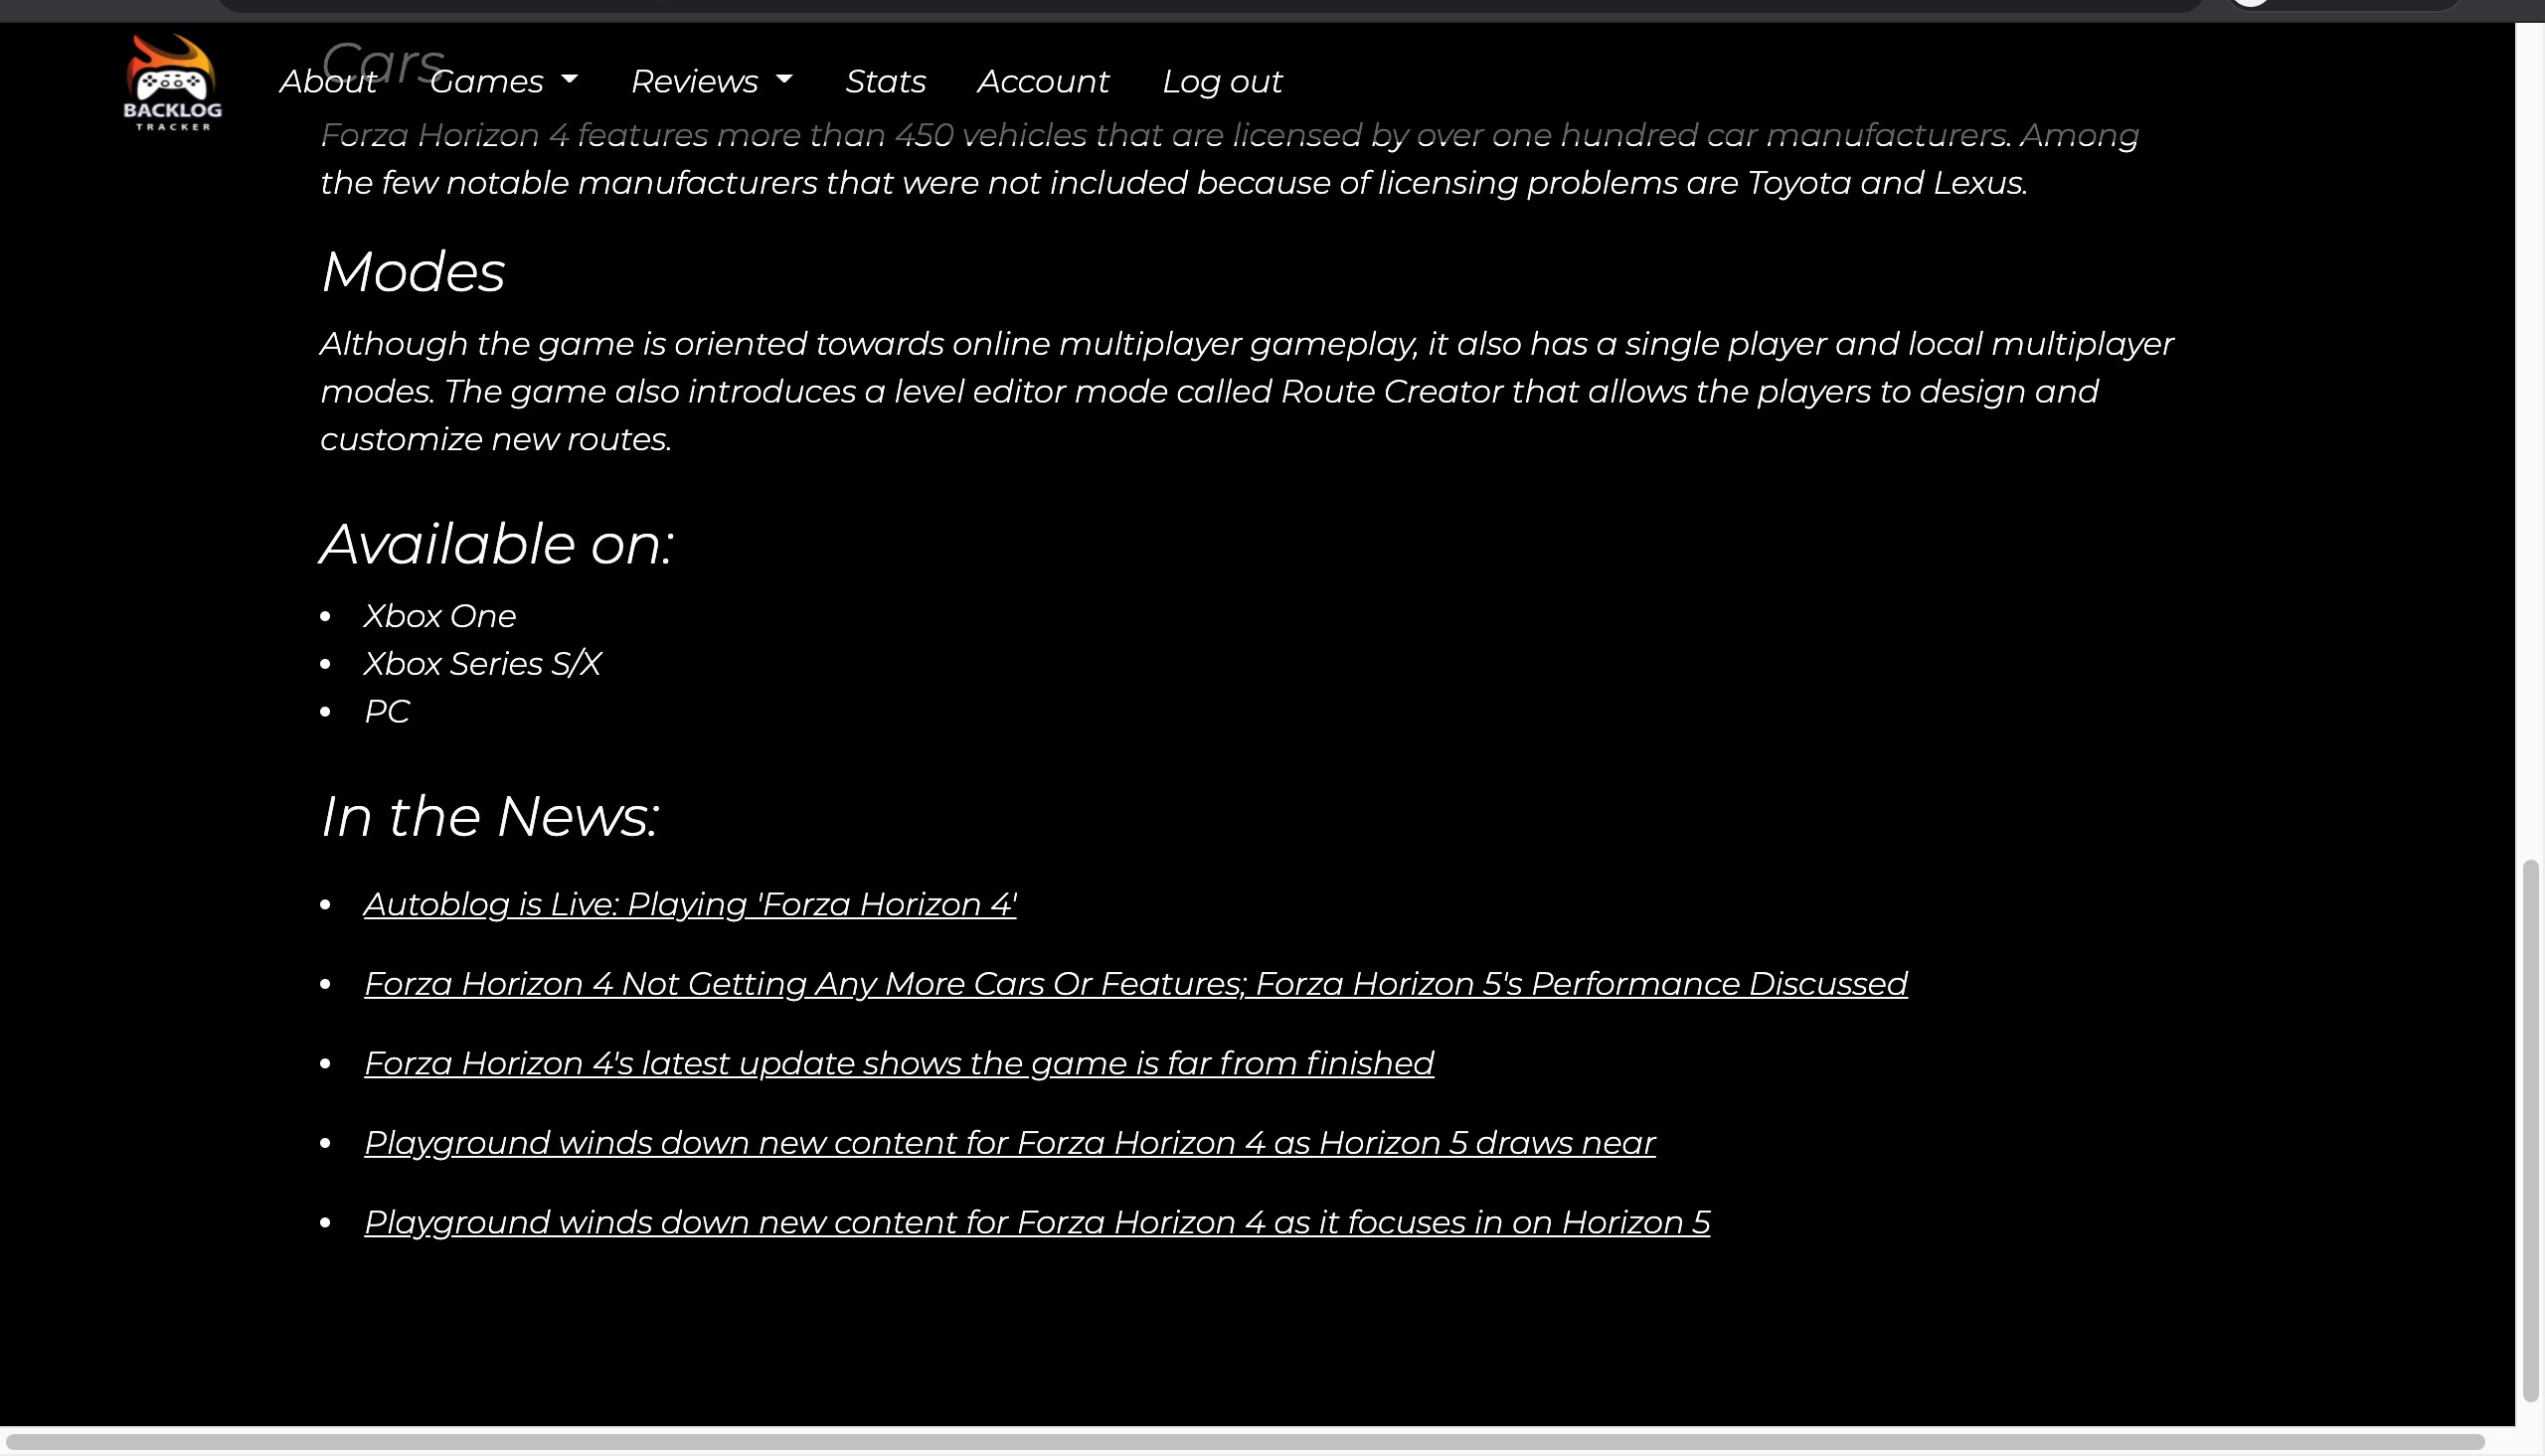 BACKLOG
TRACKER
About Games Reviews Stats Account Log out
Cars
Forza Horizon 4 features more than 450 vehicles that are licensed by over one hundred car manufacturers. Among
the few notable manufacturers that were not included because of licensing problems are Toyota and Lexus.
Modes
Although the game is oriented towards online multiplayer gameplay, it also has a single player and local multiplayer
modes. The game also introduces a level editor mode called Route Creator that allows the players to design and
customize new routes.
Available on:
• Xbox One
• Xbox Series S/X
• PC
In the News:
• Autoblog is Live: Playing 'Forza Horizon 4'
• Forza Horizon 4 Not Getting Any More Cars Or Features; Forza Horizon 5's Performance Discussed
• Forza Horizon 4's latest update shows the game is far from finished
• Playground winds down new content for Forza Horizon 4 as Horizon 5 draws near
• Playground winds down new content for Forza Horizon 4 as it focuses in on Horizon 5